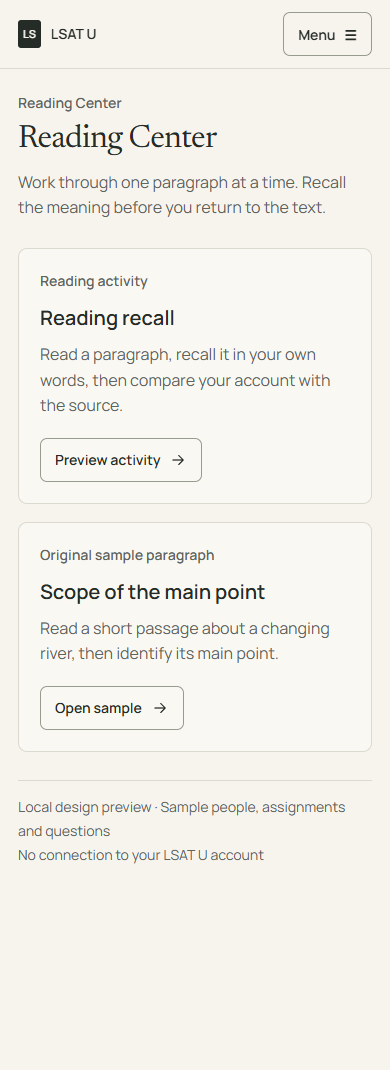 LS LSAT U Menu
Reading Center
Reading Center
Work through one paragraph at a time. Recall
the meaning before you return to the text.
Reading activity
Reading recall
Read a paragraph, recall it in your own
words, then compare your account with
the source.
Preview activity →
Original sample paragraph
Scope of the main point
Read a short passage about a changing
river, then identify its main point.
Open sample →
Local design preview · Sample people, assignments
and questions
No connection to your LSAT U account